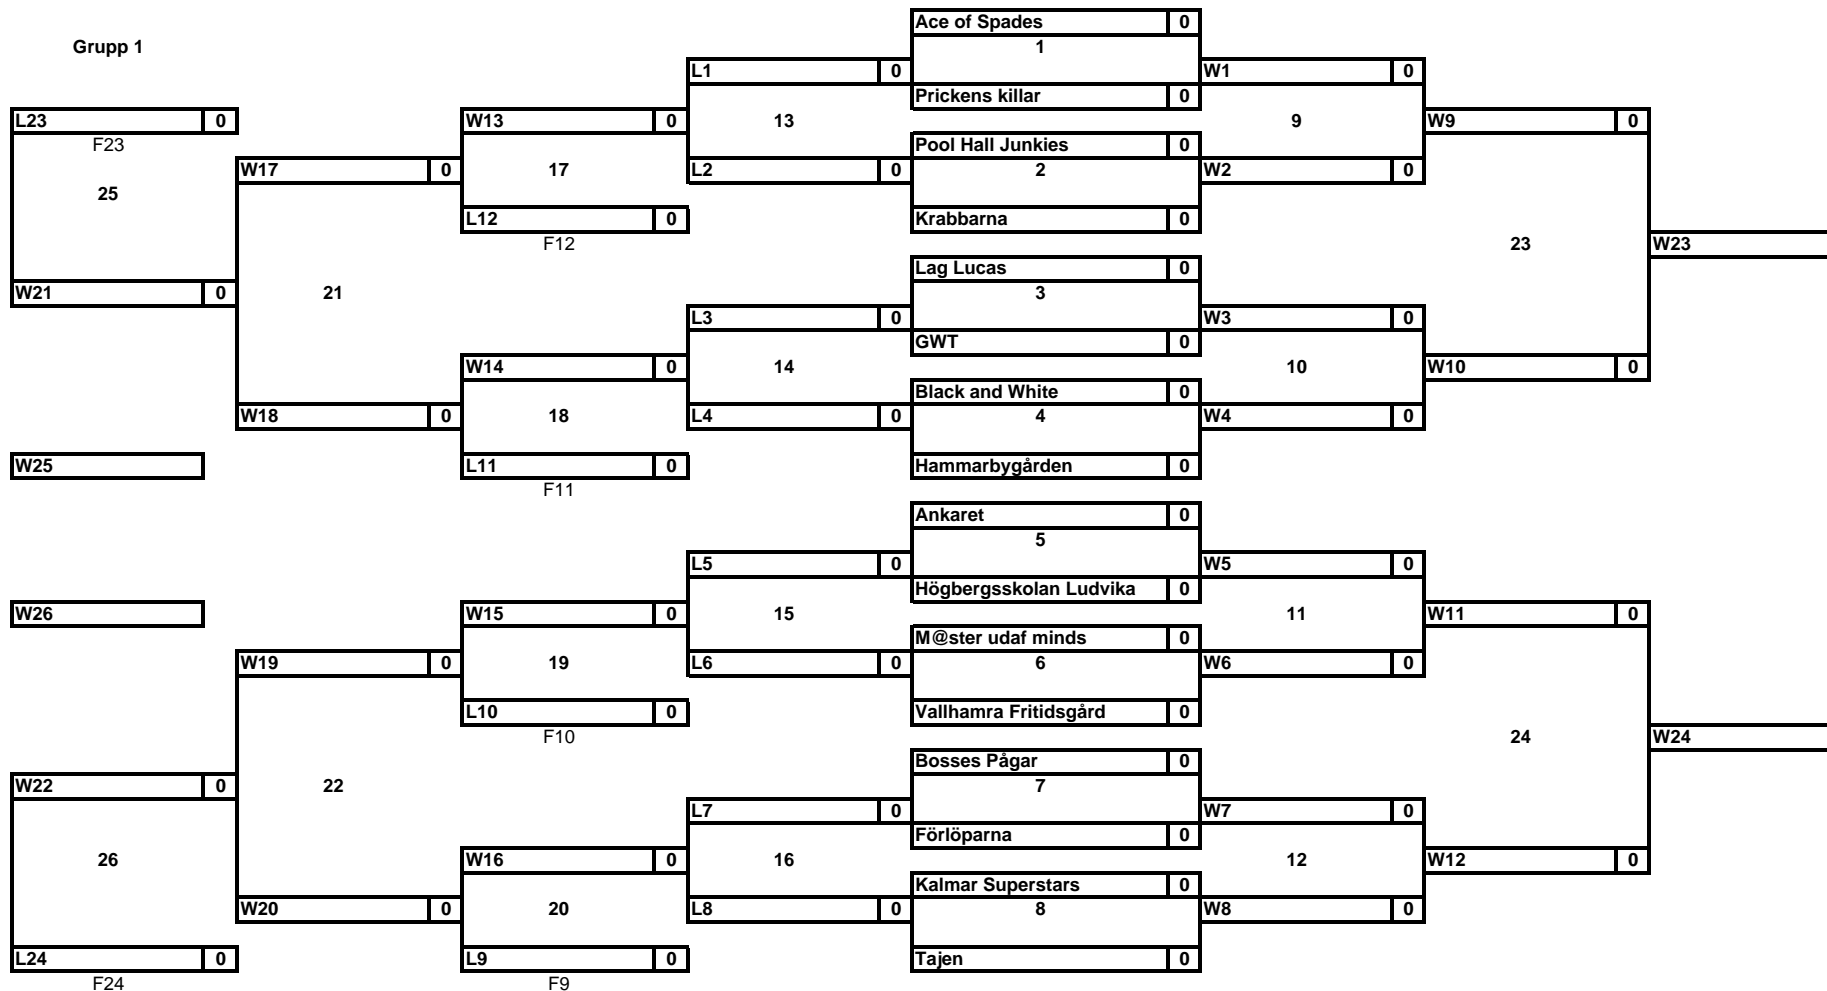 Ace of Spades 0
Grupp 1 1
L1 0 W1 0
Prickens killar 0
L23 0 W13 0 13 9 W9 0
F23 Pool Hall Junkies 0
W17 0 17 L2 0 2 W2 0
25
L12 0 Krabbarna 0
F12 23 W23
Lag Lucas 0
W21 0 21 3
L3 0 W3 0
GWT 0
W14 0 14 10 W10 0
Black and White 0
W18 0 18 L4 0 4 W4 0
W25 L11 0 Hammarbygården 0
F11
Ankaret 0
5
L5 0 W5 0
Högbergsskolan Ludvika 0
W26 W15 0 15 11 W11 0
M@ster udaf minds 0
W19 0 19 L6 0 6 W6 0
L10 0 Vallhamra Fritidsgård 0
F10 24 W24
Bosses Pågar 0
W22 0 22 7
L7 0 W7 0
Förlöparna 0
26 W16 0 16 12 W12 0
Kalmar Superstars 0
W20 0 20 L8 0 8 W8 0
L24 0 L9 0 Tajen 0
F24 F9